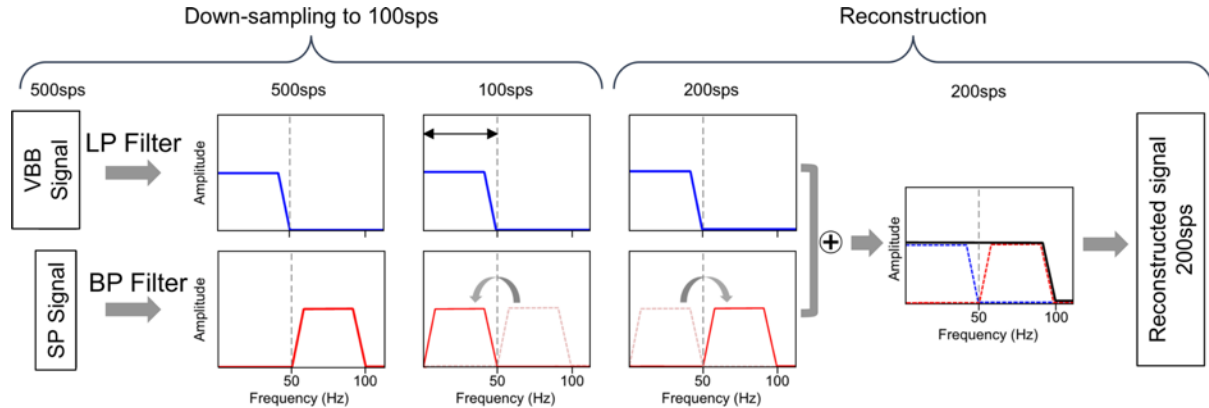 Down-sampling to 100sps
Reconstruction
500sps
500sps
100sps
200sps
200sps
VBB
Signal
LP Filter
Amplitude
SP Signal
BP Filter
Amplitude
50
100
Frequency (Hz)
50
100
Frequency (Hz)
50
100
Frequency (Hz)
Amplitude
50
100
Frequency (Hz)
Reconstructed signal
200sps